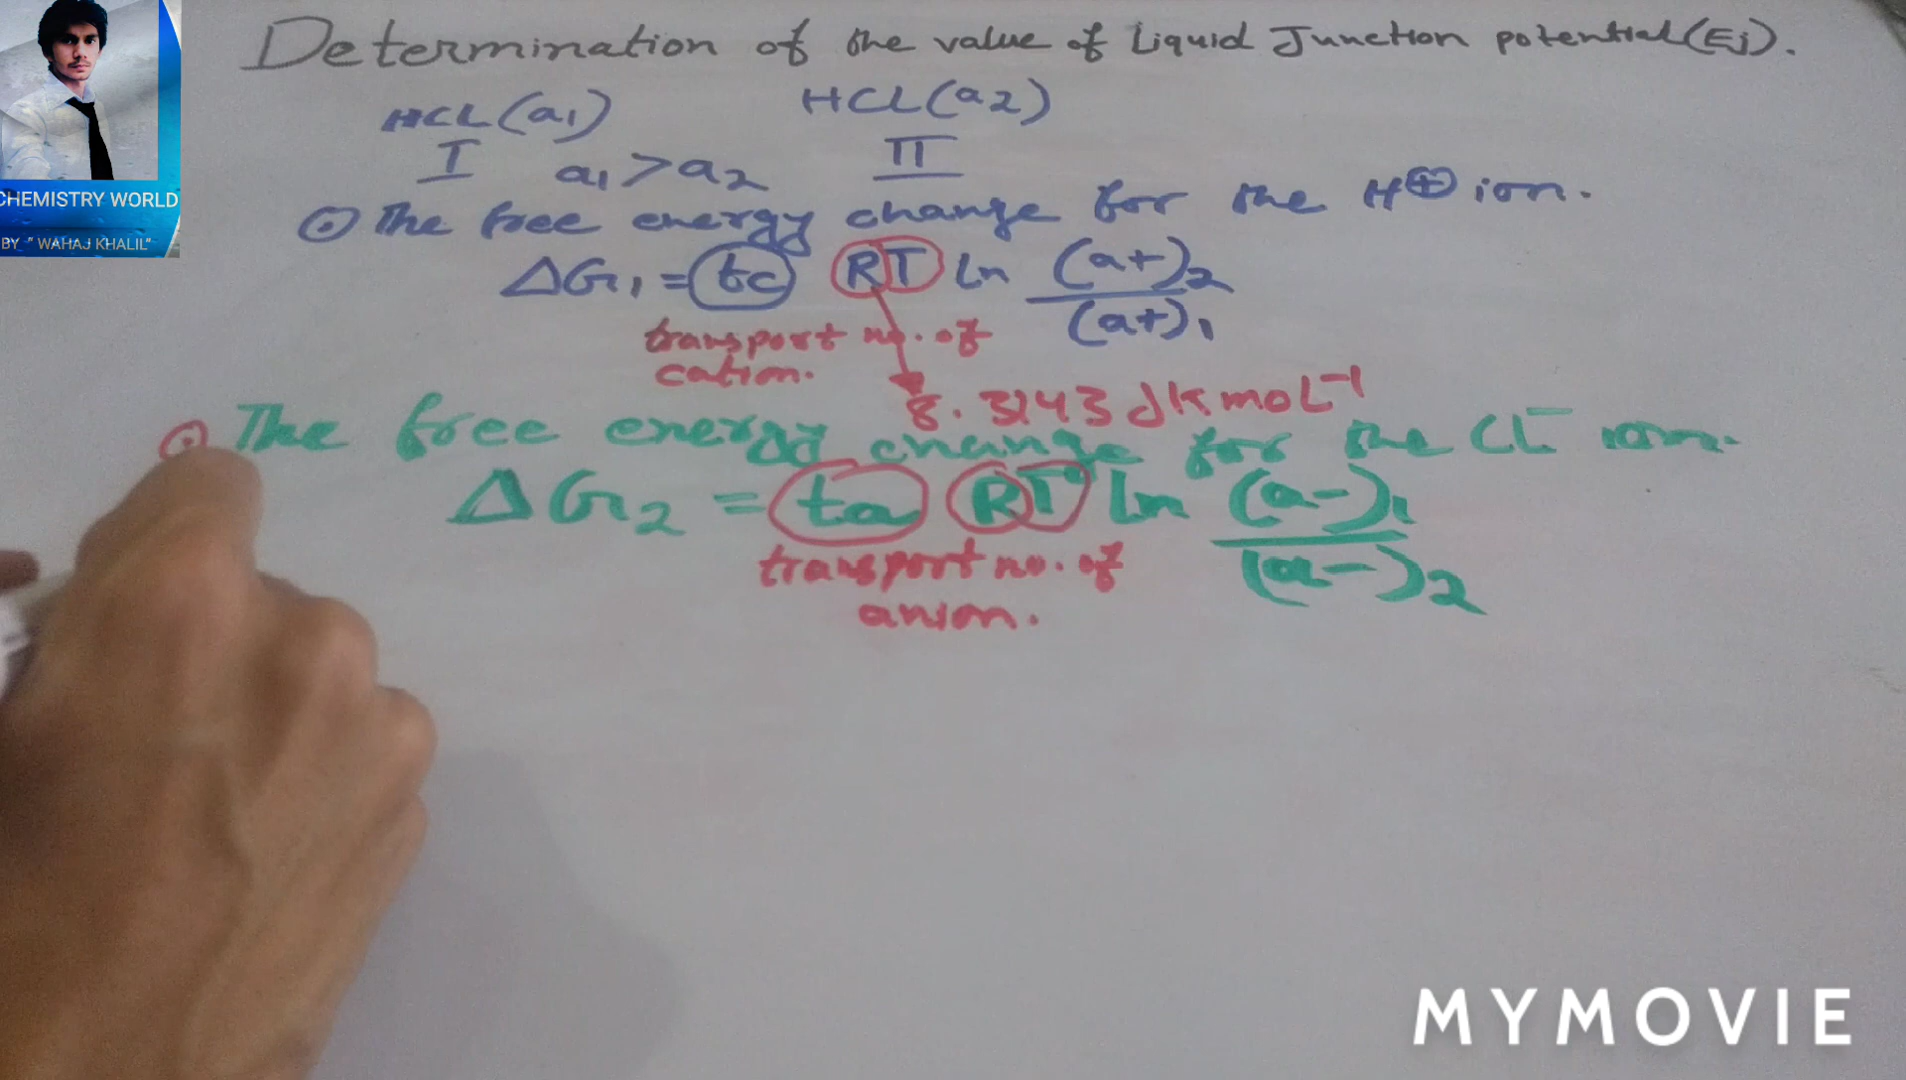 Determination of the value of Liquid Junction potential (Ej).
HCL(a1) HCL(a2)
I a1 > a2 II
⊙ The free energy change for the H⊕ ion.
ΔG1 = tc RT ln (a+)2 / (a+)1
transport no. of
cation.
8.3143 JK moL⁻¹
⊙ The free energy change for the CL⁻ ion.
ΔG2 = ta RT ln (a-)1 / (a-)2
transport no. of
anion.
CHEMISTRY WORLD
BY " WAHAJ KHALIL"
MYMOVIE